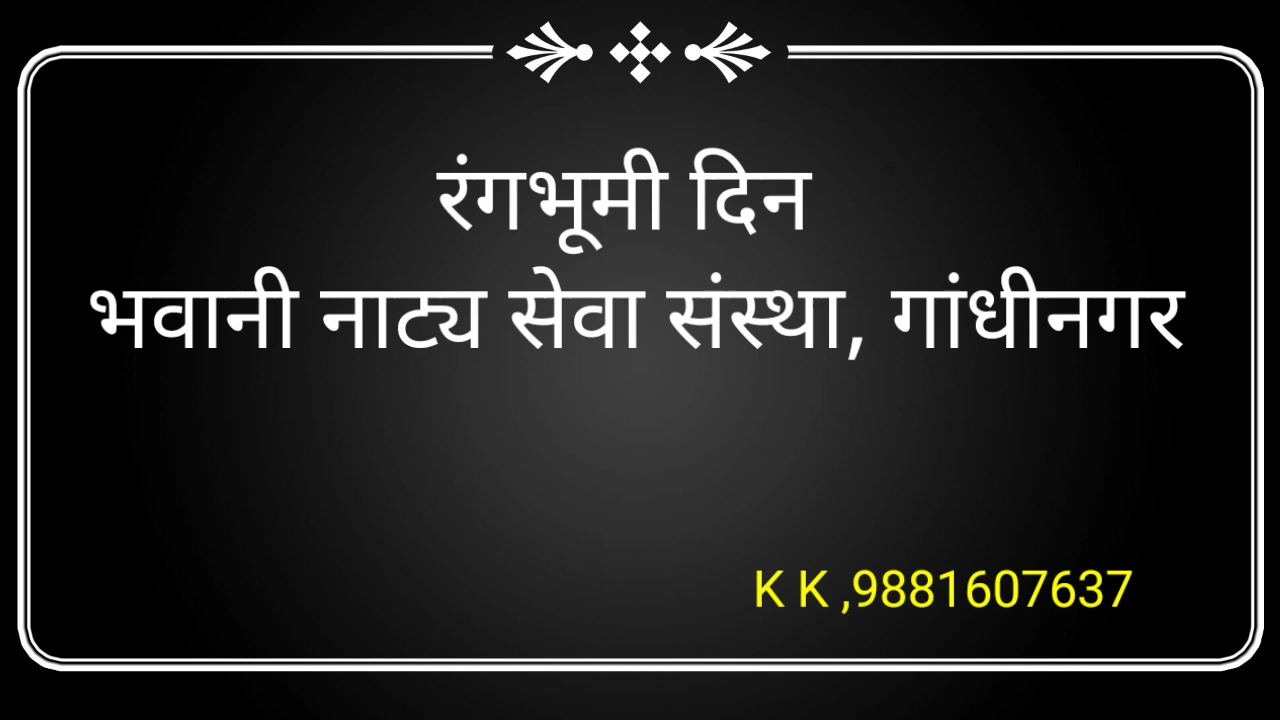 रंगभूमी दिन
भवानी नाट्य सेवा संस्था, गांधीनगर
K K ,9881607637